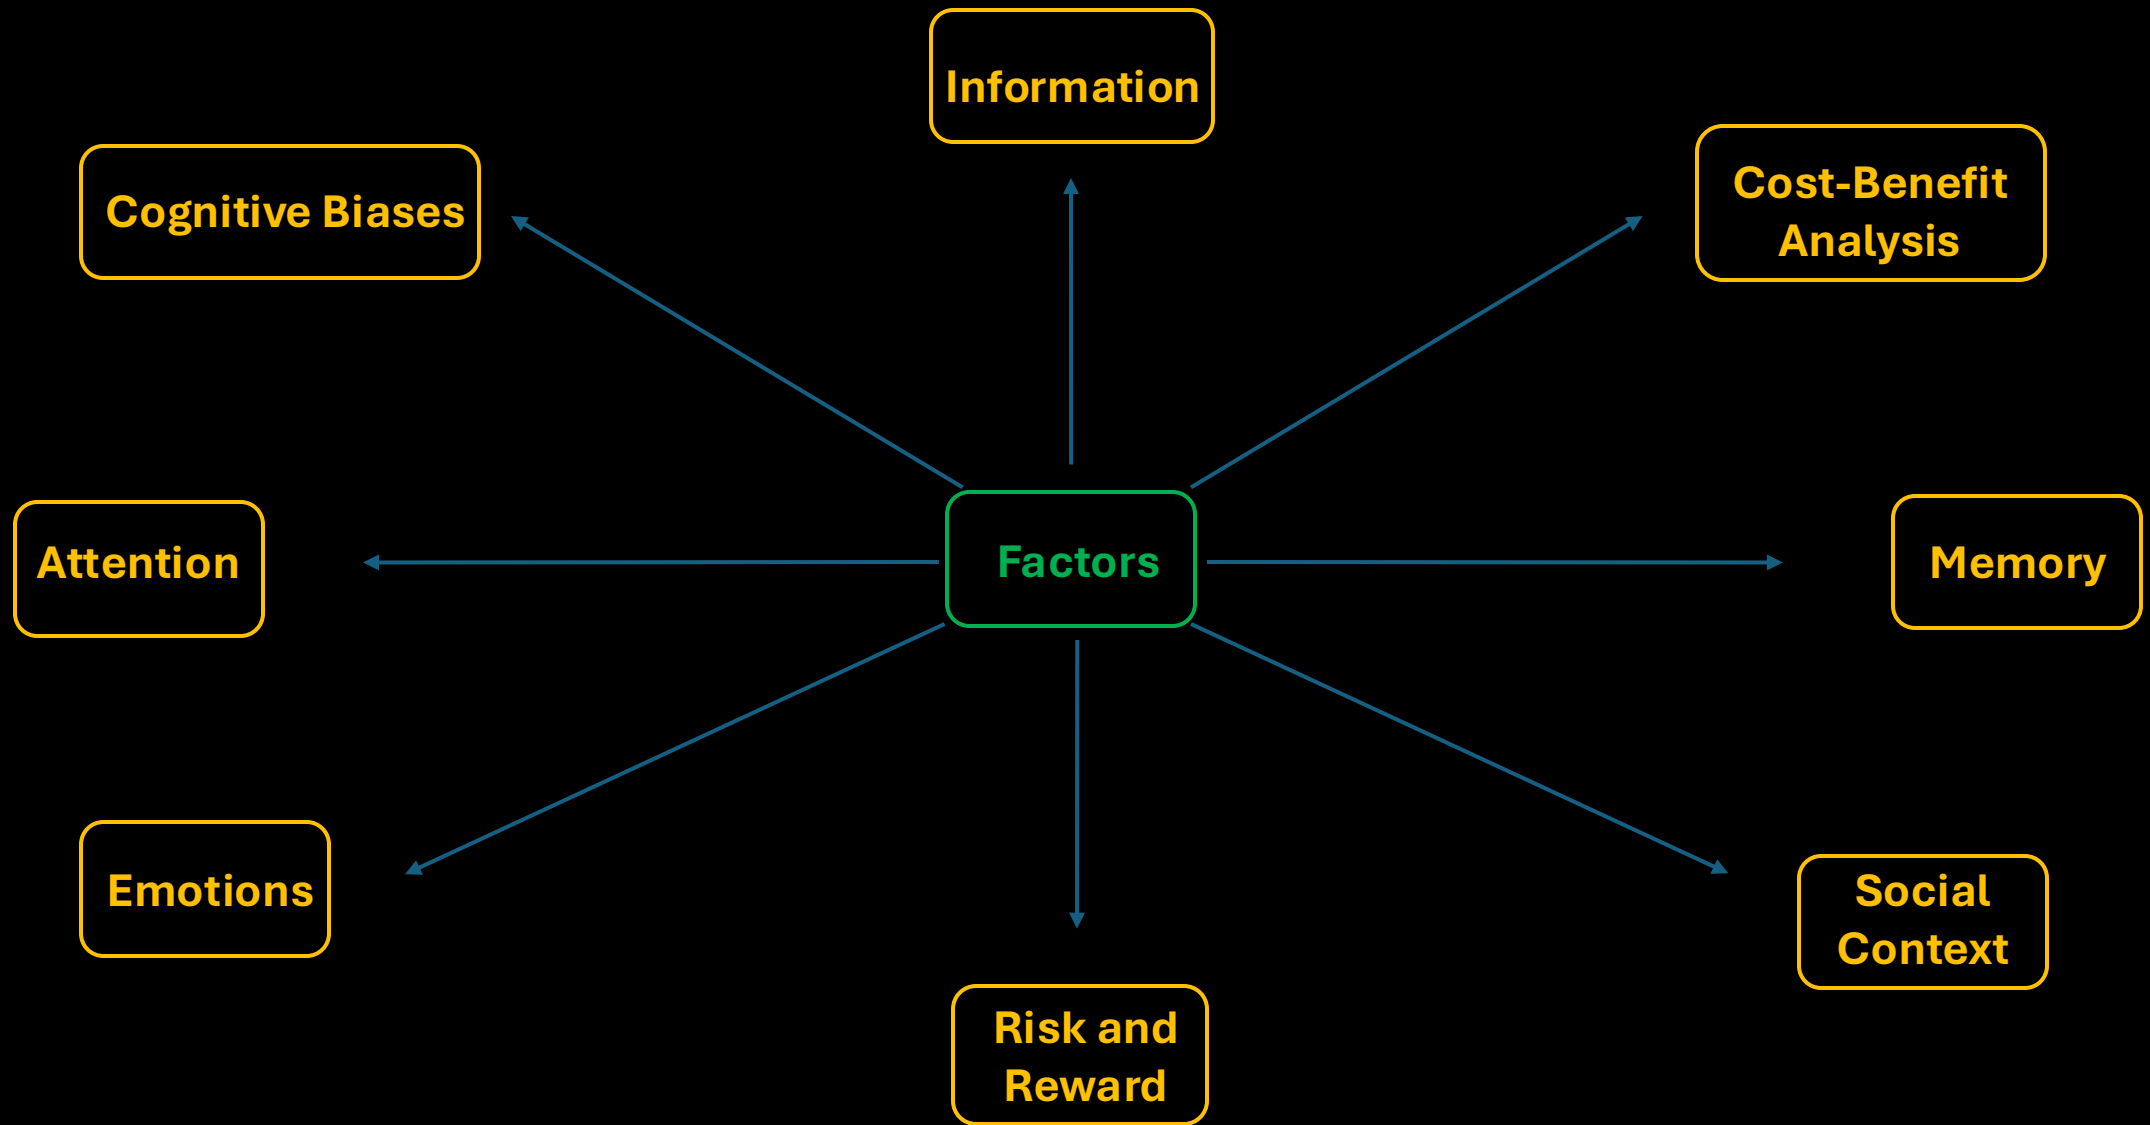 Information
Cost-Benefit
Analysis
Cognitive Biases
Attention
Factors
Memory
Emotions
Social
Context
Risk and
Reward